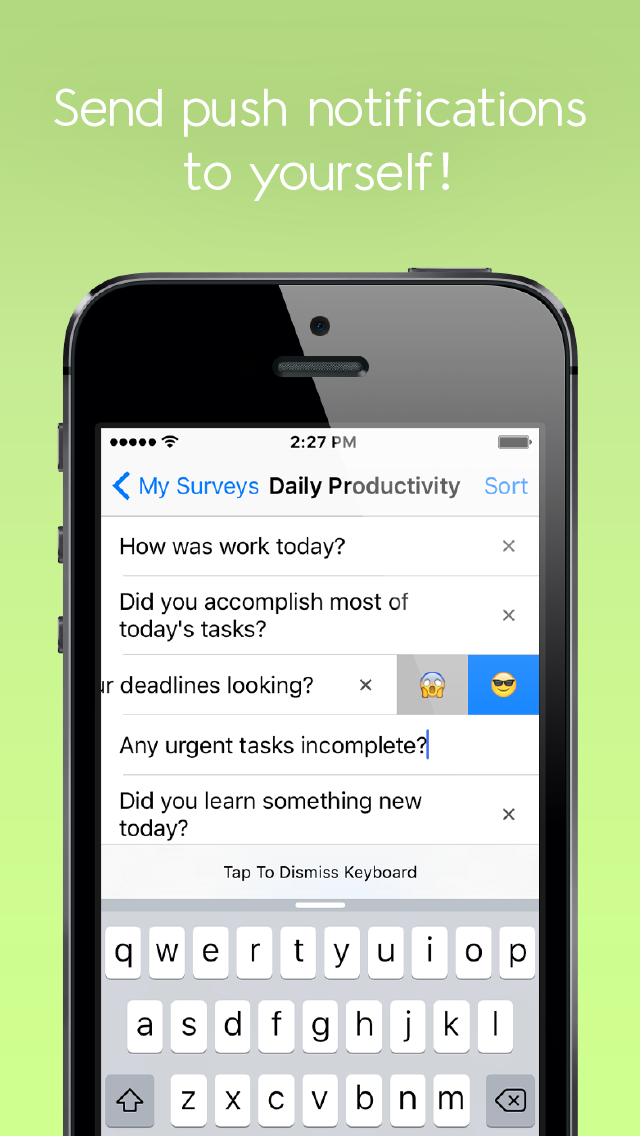 Send push notifications
to yourself!
2:27 PM
My Surveys Daily Productivity Sort
How was work today?
Did you accomplish most of
today's tasks?
deadlines looking?
Any urgent tasks incomplete?
Did you learn something new
today?
Tap To Dismiss Keyboard
q w e r t y u i o p
a s d f g h j k l
z x c v b n m